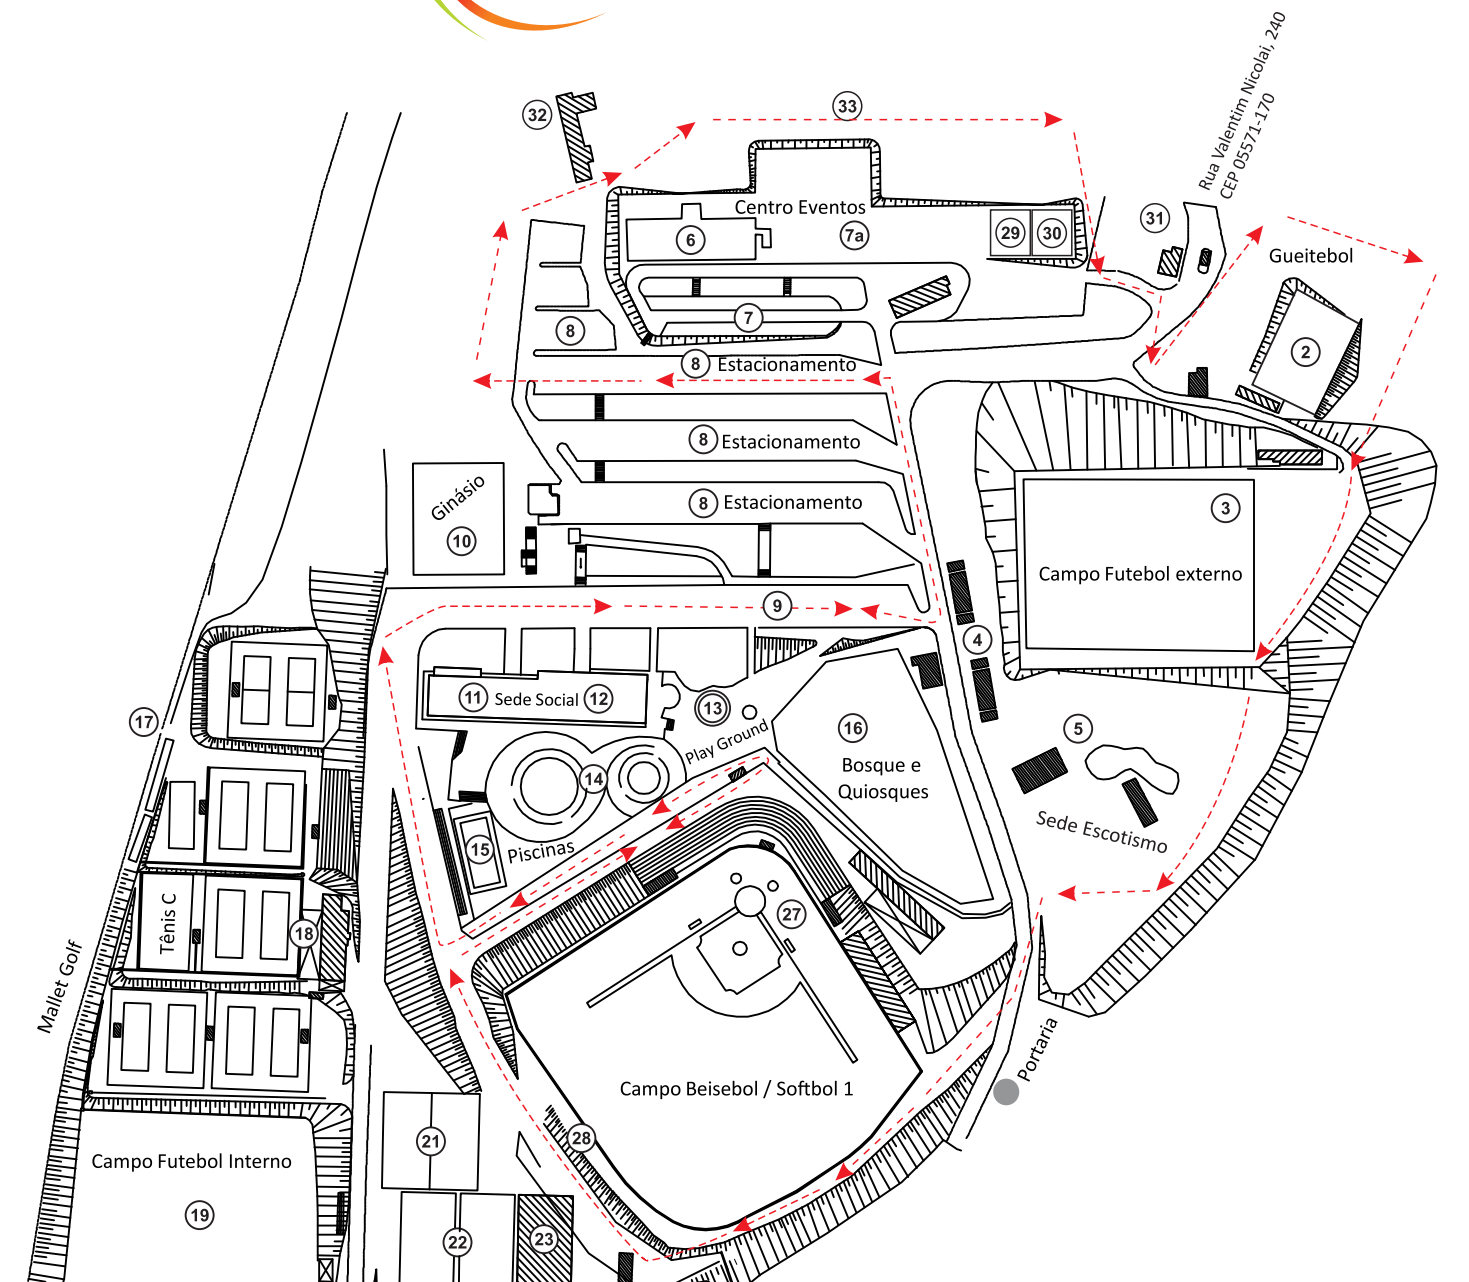 Rua Valentim Nicolai, 240
CEP 05571-170
32
33
31
Centro Eventos
6
7a
29
30
Gueitebol
7
8
2
8 Estacionamento
8 Estacionamento
8 Estacionamento
Ginásio
10
3
Campo Futebol externo
9
4
11 Sede Social 12
13
17
Play Ground
16
5
14
Bosque e
Quiosques
15
Piscinas
Sede Escotismo
Tênis C
18
27
Mallet Golf
Portaria
Campo Beisebol / Softbol 1
21
28
Campo Futebol Interno
19
22
23